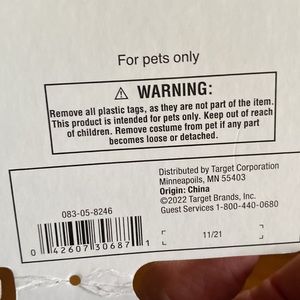 For pets only
⚠ WARNING:
Remove all plastic tags, as they are not part of the item.
This product is intended for pets only. Keep out of reach
of children. Remove costume from pet if any part
becomes loose or detached.
Distributed by Target Corporation
Minneapolis, MN 55403
Origin: China
©2022 Target Brands, Inc.
Guest Services 1-800-440-0680
083-05-8246
0 42607 30687 1
11/21